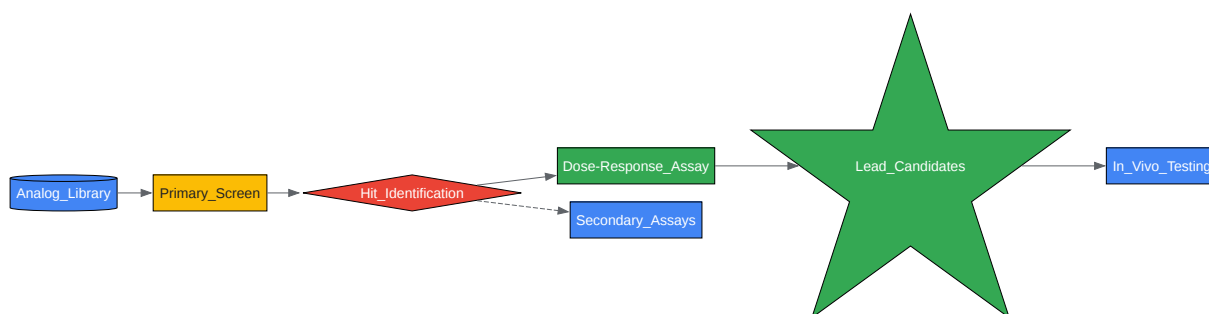 Analog_Library
Primary_Screen
Hit_Identification
Dose-Response_Assay
Secondary_Assays
Lead_Candidates
In_Vivo_Testing